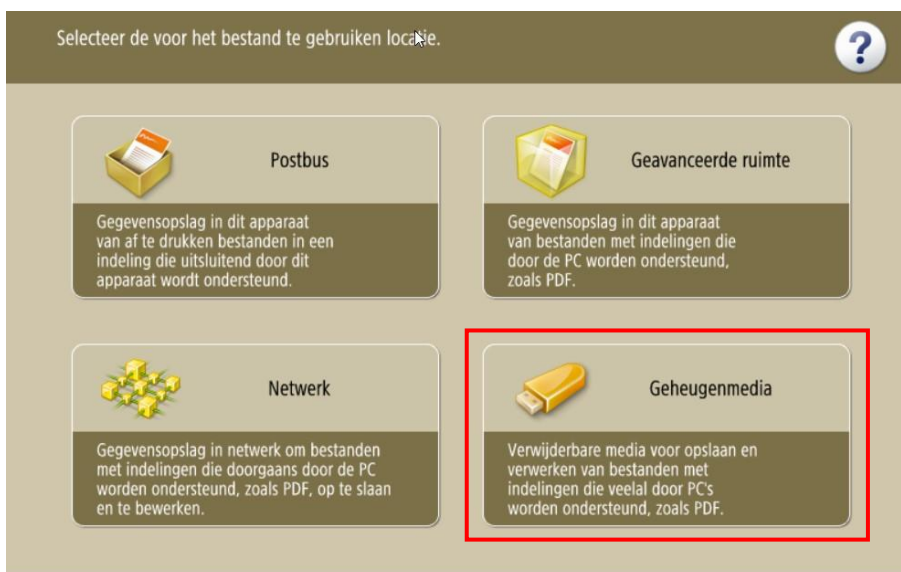 Selecteer de voor het bestand te gebruiken locatie.
?
Postbus
Gegevensopslag in dit apparaat
van af te drukken bestanden in een
indeling die uitsluitend door dit
apparaat wordt ondersteund.
Geavanceerde ruimte
Gegevensopslag in dit apparaat
van bestanden met indelingen die
door de PC worden ondersteund,
zoals PDF.
Netwerk
Gegevensopslag in netwerk om bestanden
met indelingen die doorgaans door de PC
worden ondersteund, zoals PDF, op te slaan
en te bewerken.
Geheugenmedia
Verwijderbare media voor opslaan en
verwerken van bestanden met
indelingen die veelal door PC's
worden ondersteund, zoals PDF.